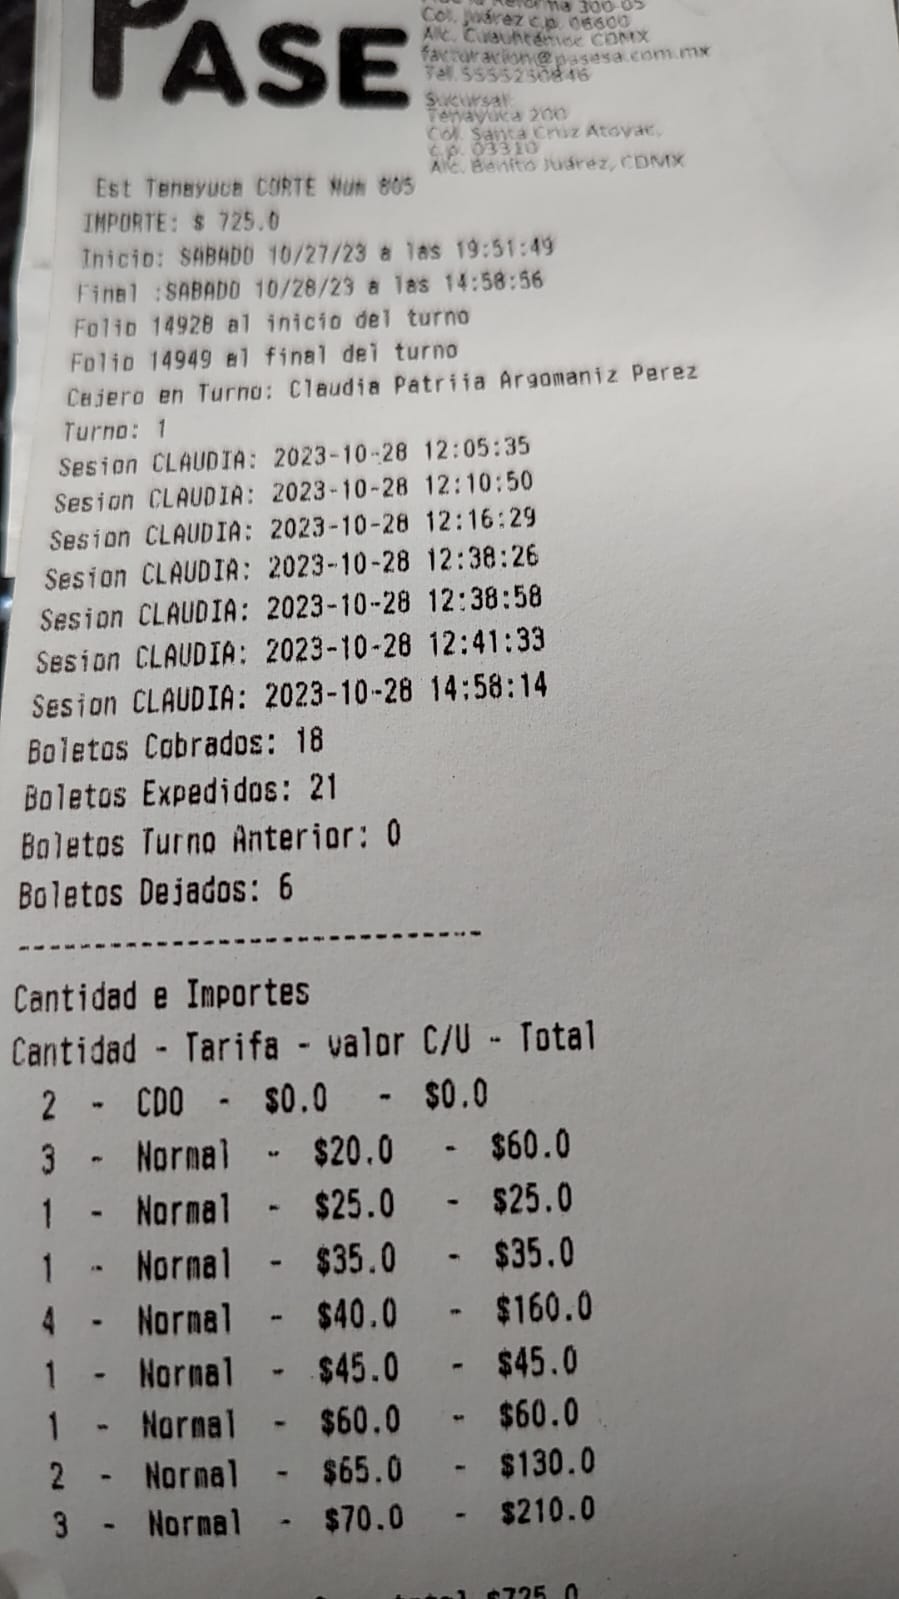 PASE
Reforma 300-05
Col. Juárez c.p. 06600
Alc. Cuauhtémoc CDMX
facturacion@pasesa.com.mx
Tel. 5555230846
Sucursal:
Tenayuca 200
Col. Santa Cruz Atoyac,
c.p. 03310
Alc. Benito Juárez, CDMX
Est Tenayuca CORTE Num 805
IMPORTE: $ 725.0
Inicio: SABADO 10/27/23 a las 19:51:49
Final :SABADO 10/28/23 a las 14:58:56
Folio 14928 al inicio del turno
Folio 14949 al final del turno
Cajero en Turno: Claudia Patriia Argomaniz Perez
Turno: 1
Sesion CLAUDIA: 2023-10-28 12:05:35
Sesion CLAUDIA: 2023-10-28 12:10:50
Sesion CLAUDIA: 2023-10-28 12:16:29
Sesion CLAUDIA: 2023-10-28 12:38:26
Sesion CLAUDIA: 2023-10-28 12:38:58
Sesion CLAUDIA: 2023-10-28 12:41:33
Sesion CLAUDIA: 2023-10-28 14:58:14
Boletos Cobrados: 18
Boletos Expedidos: 21
Boletos Turno Anterior: 0
Boletos Dejados: 6
------------------------------
Cantidad e Importes
Cantidad - Tarifa - valor C/U - Total
2 - CDO - $0.0 - $0.0
3 - Normal - $20.0 - $60.0
1 - Normal - $25.0 - $25.0
1 - Normal - $35.0 - $35.0
4 - Normal - $40.0 - $160.0
1 - Normal - $45.0 - $45.0
1 - Normal - $60.0 - $60.0
2 - Normal - $65.0 - $130.0
3 - Normal - $70.0 - $210.0
$725.0